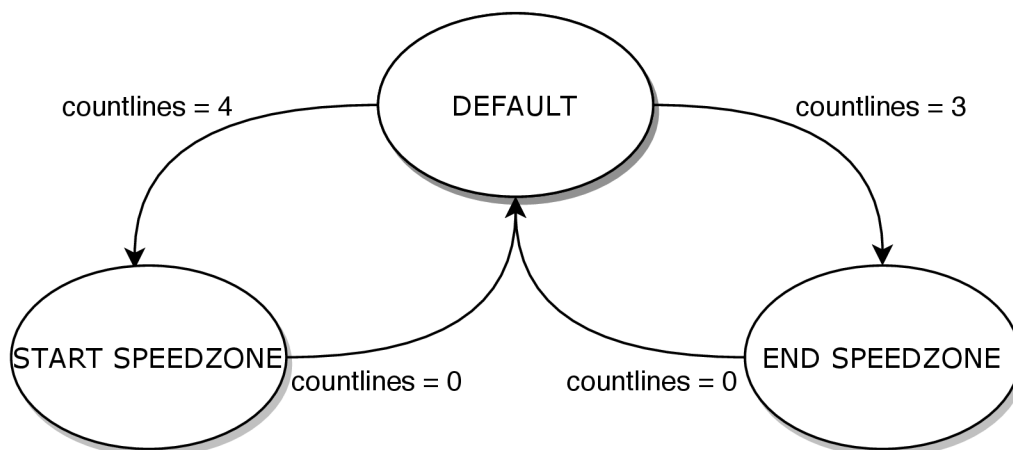 DEFAULT
countlines = 4
countlines = 3
START SPEEDZONE
END SPEEDZONE
countlines = 0
countlines = 0